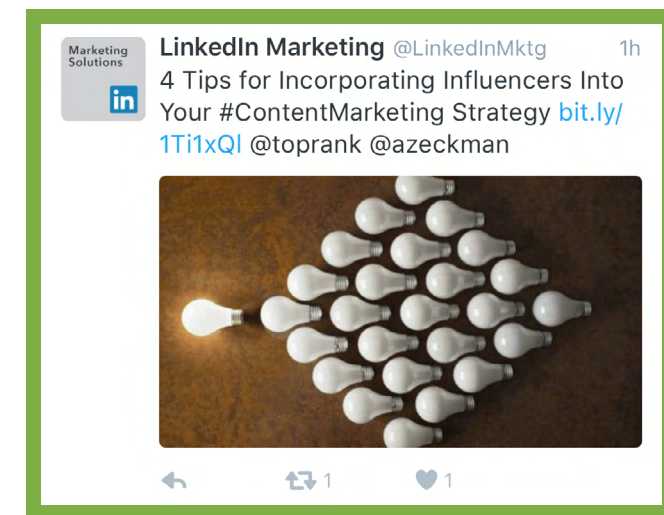 Marketing
Solutions
in
LinkedIn Marketing @LinkedInMktg 1h
4 Tips for Incorporating Influencers Into
Your #ContentMarketing Strategy bit.ly/
1Ti1xQl @toprank @azeckman
1
1